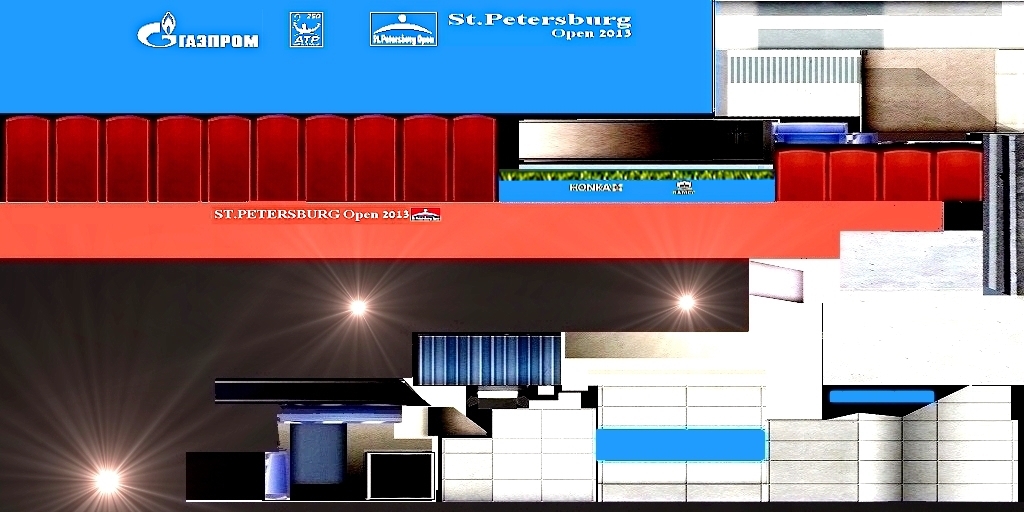 ГАЗПРОМ
250
ATP
St.Petersburg Open
St.Petersburg
Open 2013
HONKA
ST.PETERSBURG Open 2013